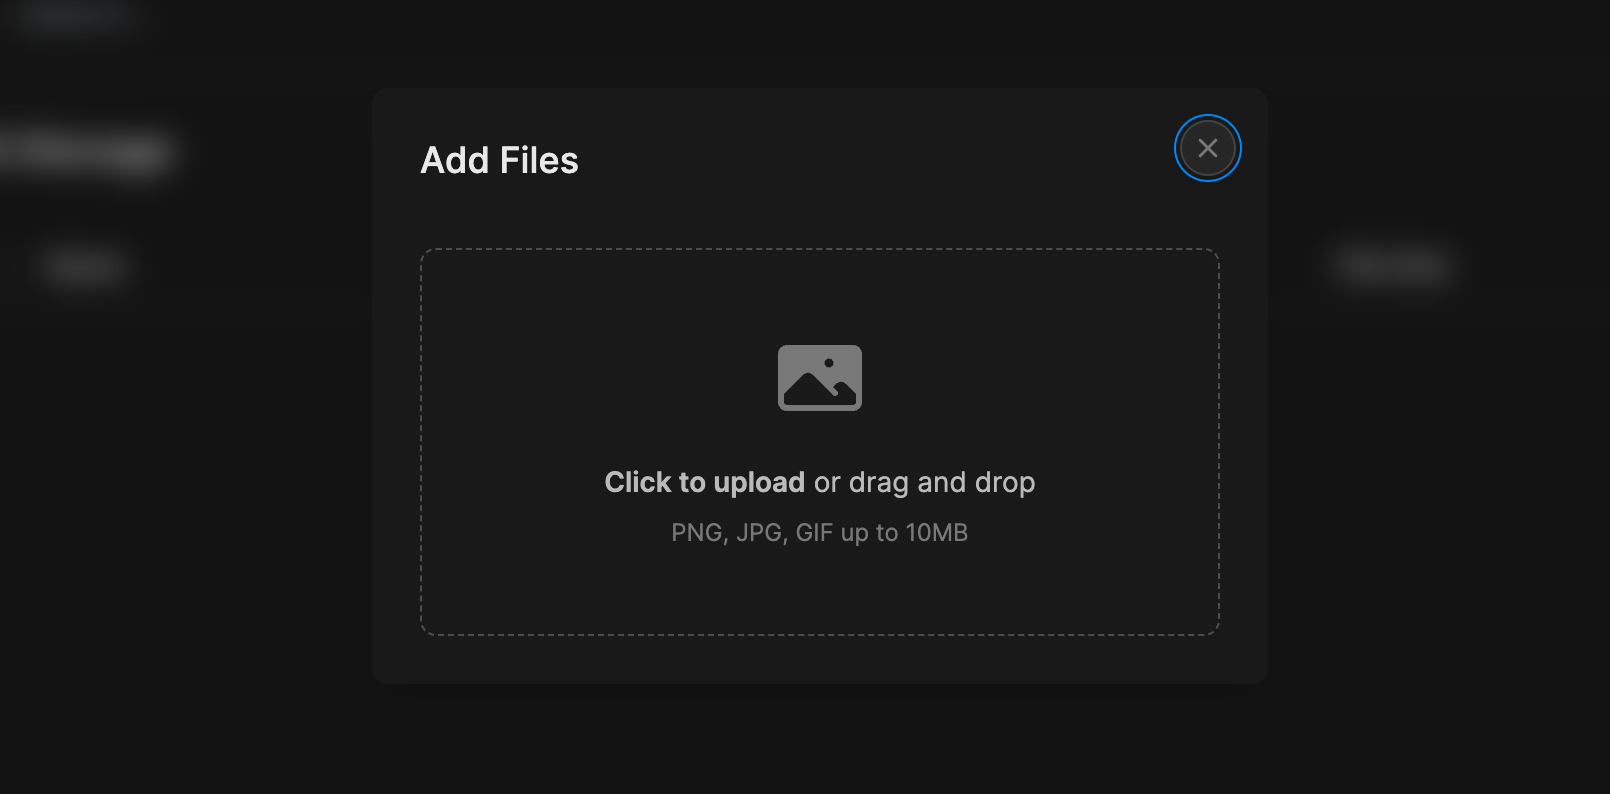 Add Files
Click to upload or drag and drop
PNG, JPG, GIF up to 10MB